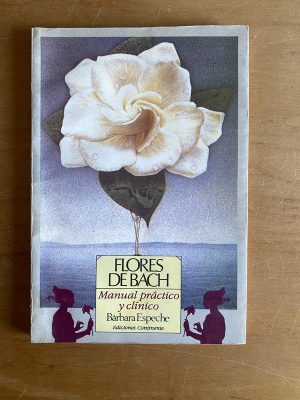 FLORES
DE BACH
Manual práctico
y clínico
Bárbara Espeche
Ediciones Continente